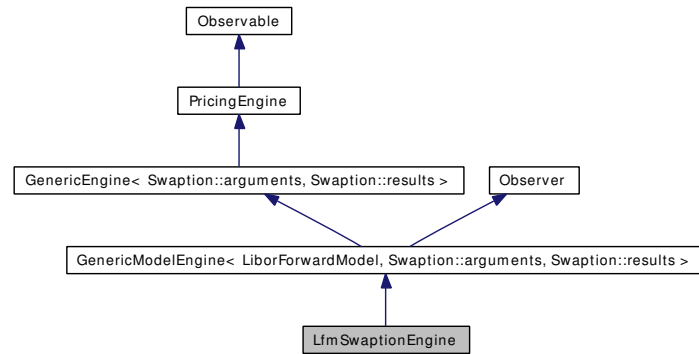 Observable
PricingEngine
GenericEngine< Swaption::arguments, Swaption::results >
Observer
GenericModelEngine< LiborForwardModel, Swaption::arguments, Swaption::results >
LfmSwaptionEngine